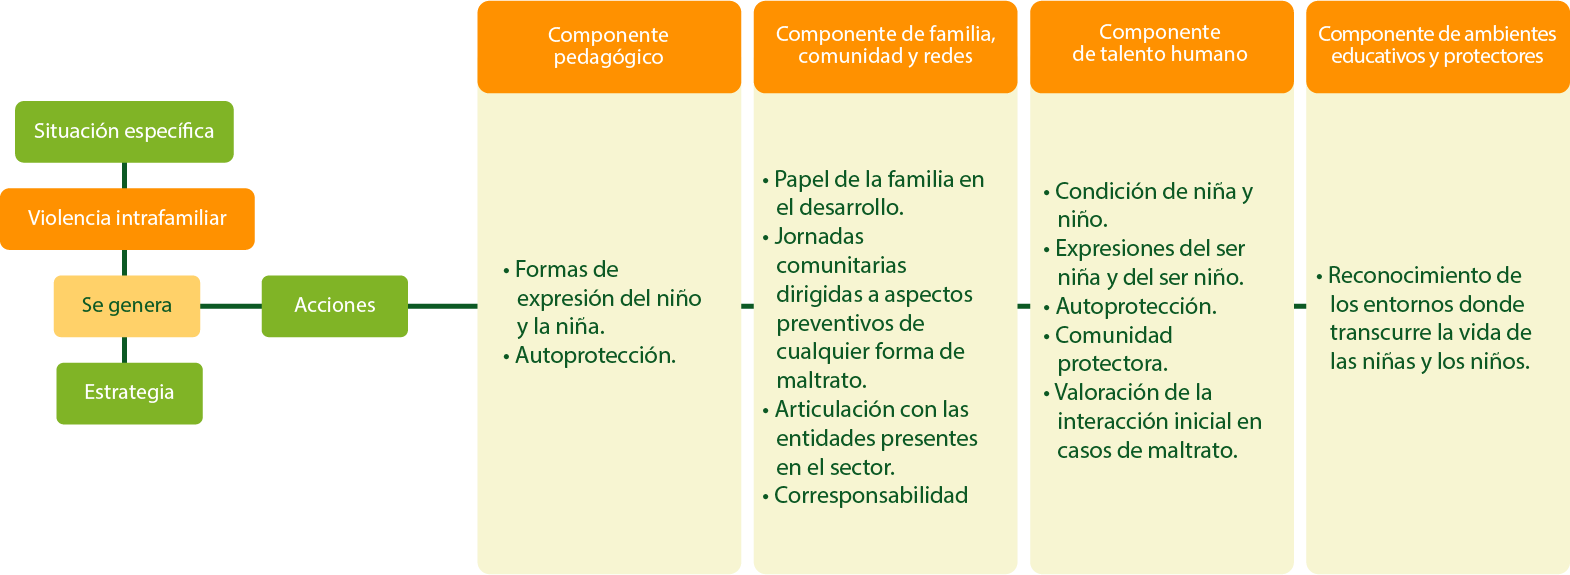 Situación específica
Violencia intrafamiliar
Se genera
Acciones
Estrategia
Componente
pedagógico
• Formas de
expresión del niño
y la niña.
• Autoprotección.
Componente de familia,
comunidad y redes
• Papel de la familia en
el desarrollo.
• Jornadas
comunitarias
dirigidas a aspectos
preventivos de
cualquier forma de
maltrato.
• Articulación con las
entidades presentes
en el sector.
• Corresponsabilidad
Componente
de talento humano
• Condición de niña y
niño.
• Expresiones del ser
niña y del ser niño.
• Autoprotección.
• Comunidad
protectora.
• Valoración de la
interacción inicial en
casos de maltrato.
Componente de ambientes
educativos y protectores
• Reconocimiento de
los entornos donde
transcurre la vida de
las niñas y los niños.